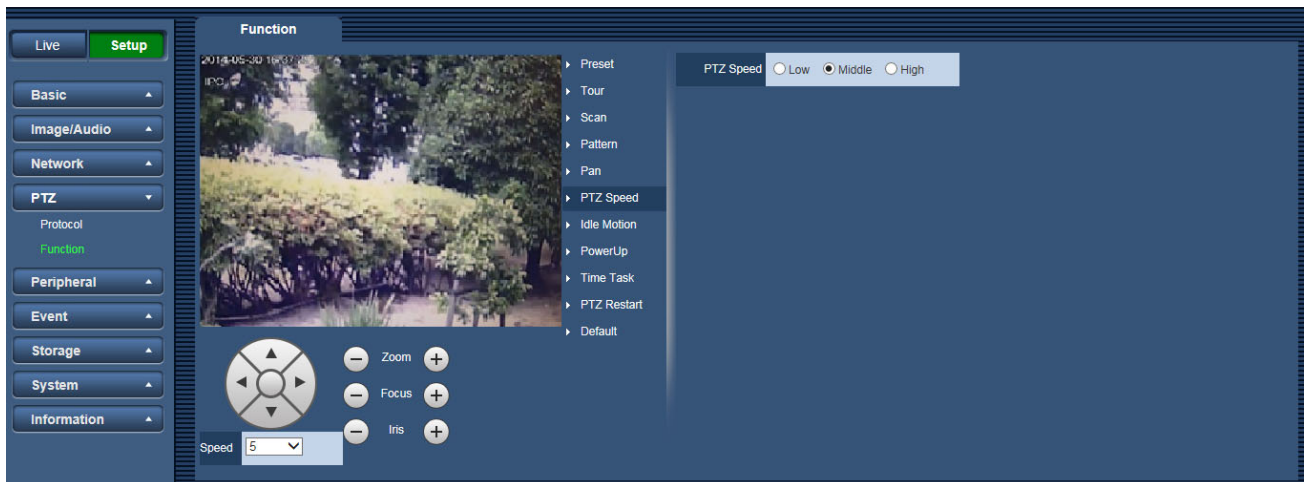 Function
Live
Setup
Basic
Image/Audio
Network
PTZ
Protocol
Function
Peripheral
Event
Storage
System
Information
IPC
Zoom
Focus
Iris
Speed 5
Preset
Tour
Scan
Pattern
Pan
PTZ Speed
Idle Motion
PowerUp
Time Task
PTZ Restart
Default
PTZ Speed Low Middle High